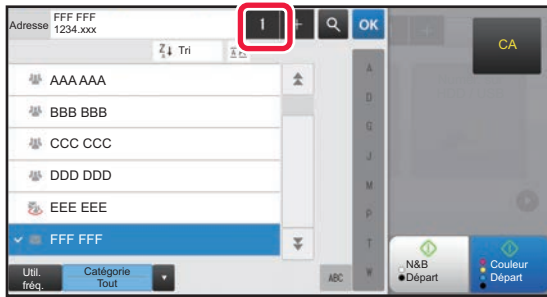 Adresse FFF FFF
1234.xxx
1 + OK
CA
Z↓ Tri
A
AAA AAA
D
BBB BBB
G
CCC CCC
J
DDD DDD
M
EEE EEE
P
FFF FFF
T
Util.
fréq.
Catégorie
Tout
ABC
W
N&B
Départ
Couleur
Départ